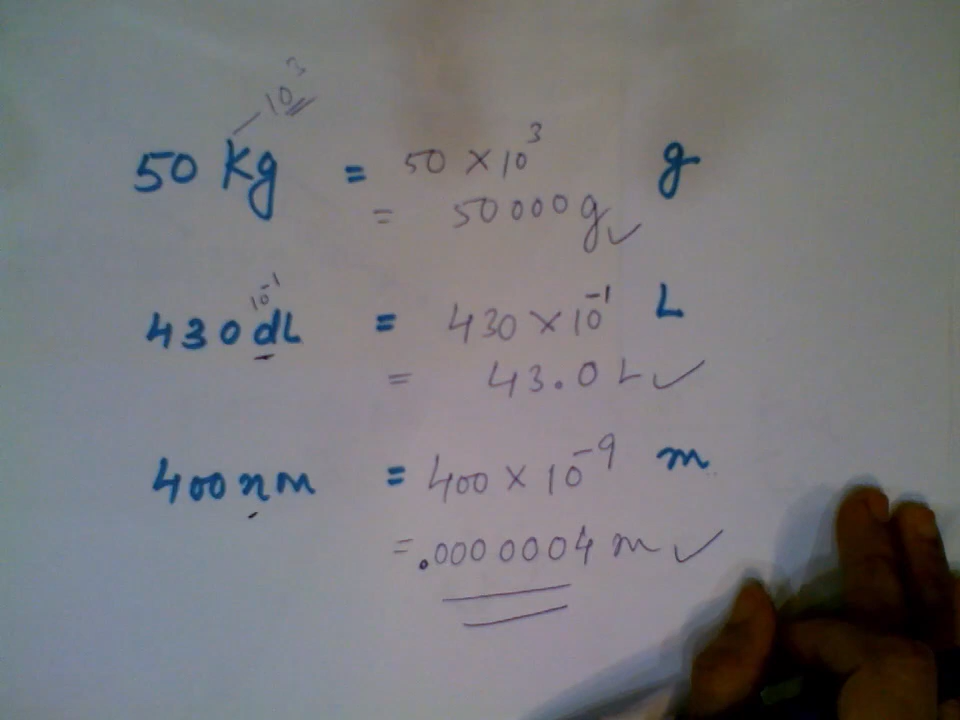 10³
50 Kg = 50 × 10³ g
= 50000g ✓
10⁻¹
430 dL = 430 × 10⁻¹ L
= 43.0 L ✓
400 nm = 400 × 10⁻⁹ m
= .0000004 m ✓